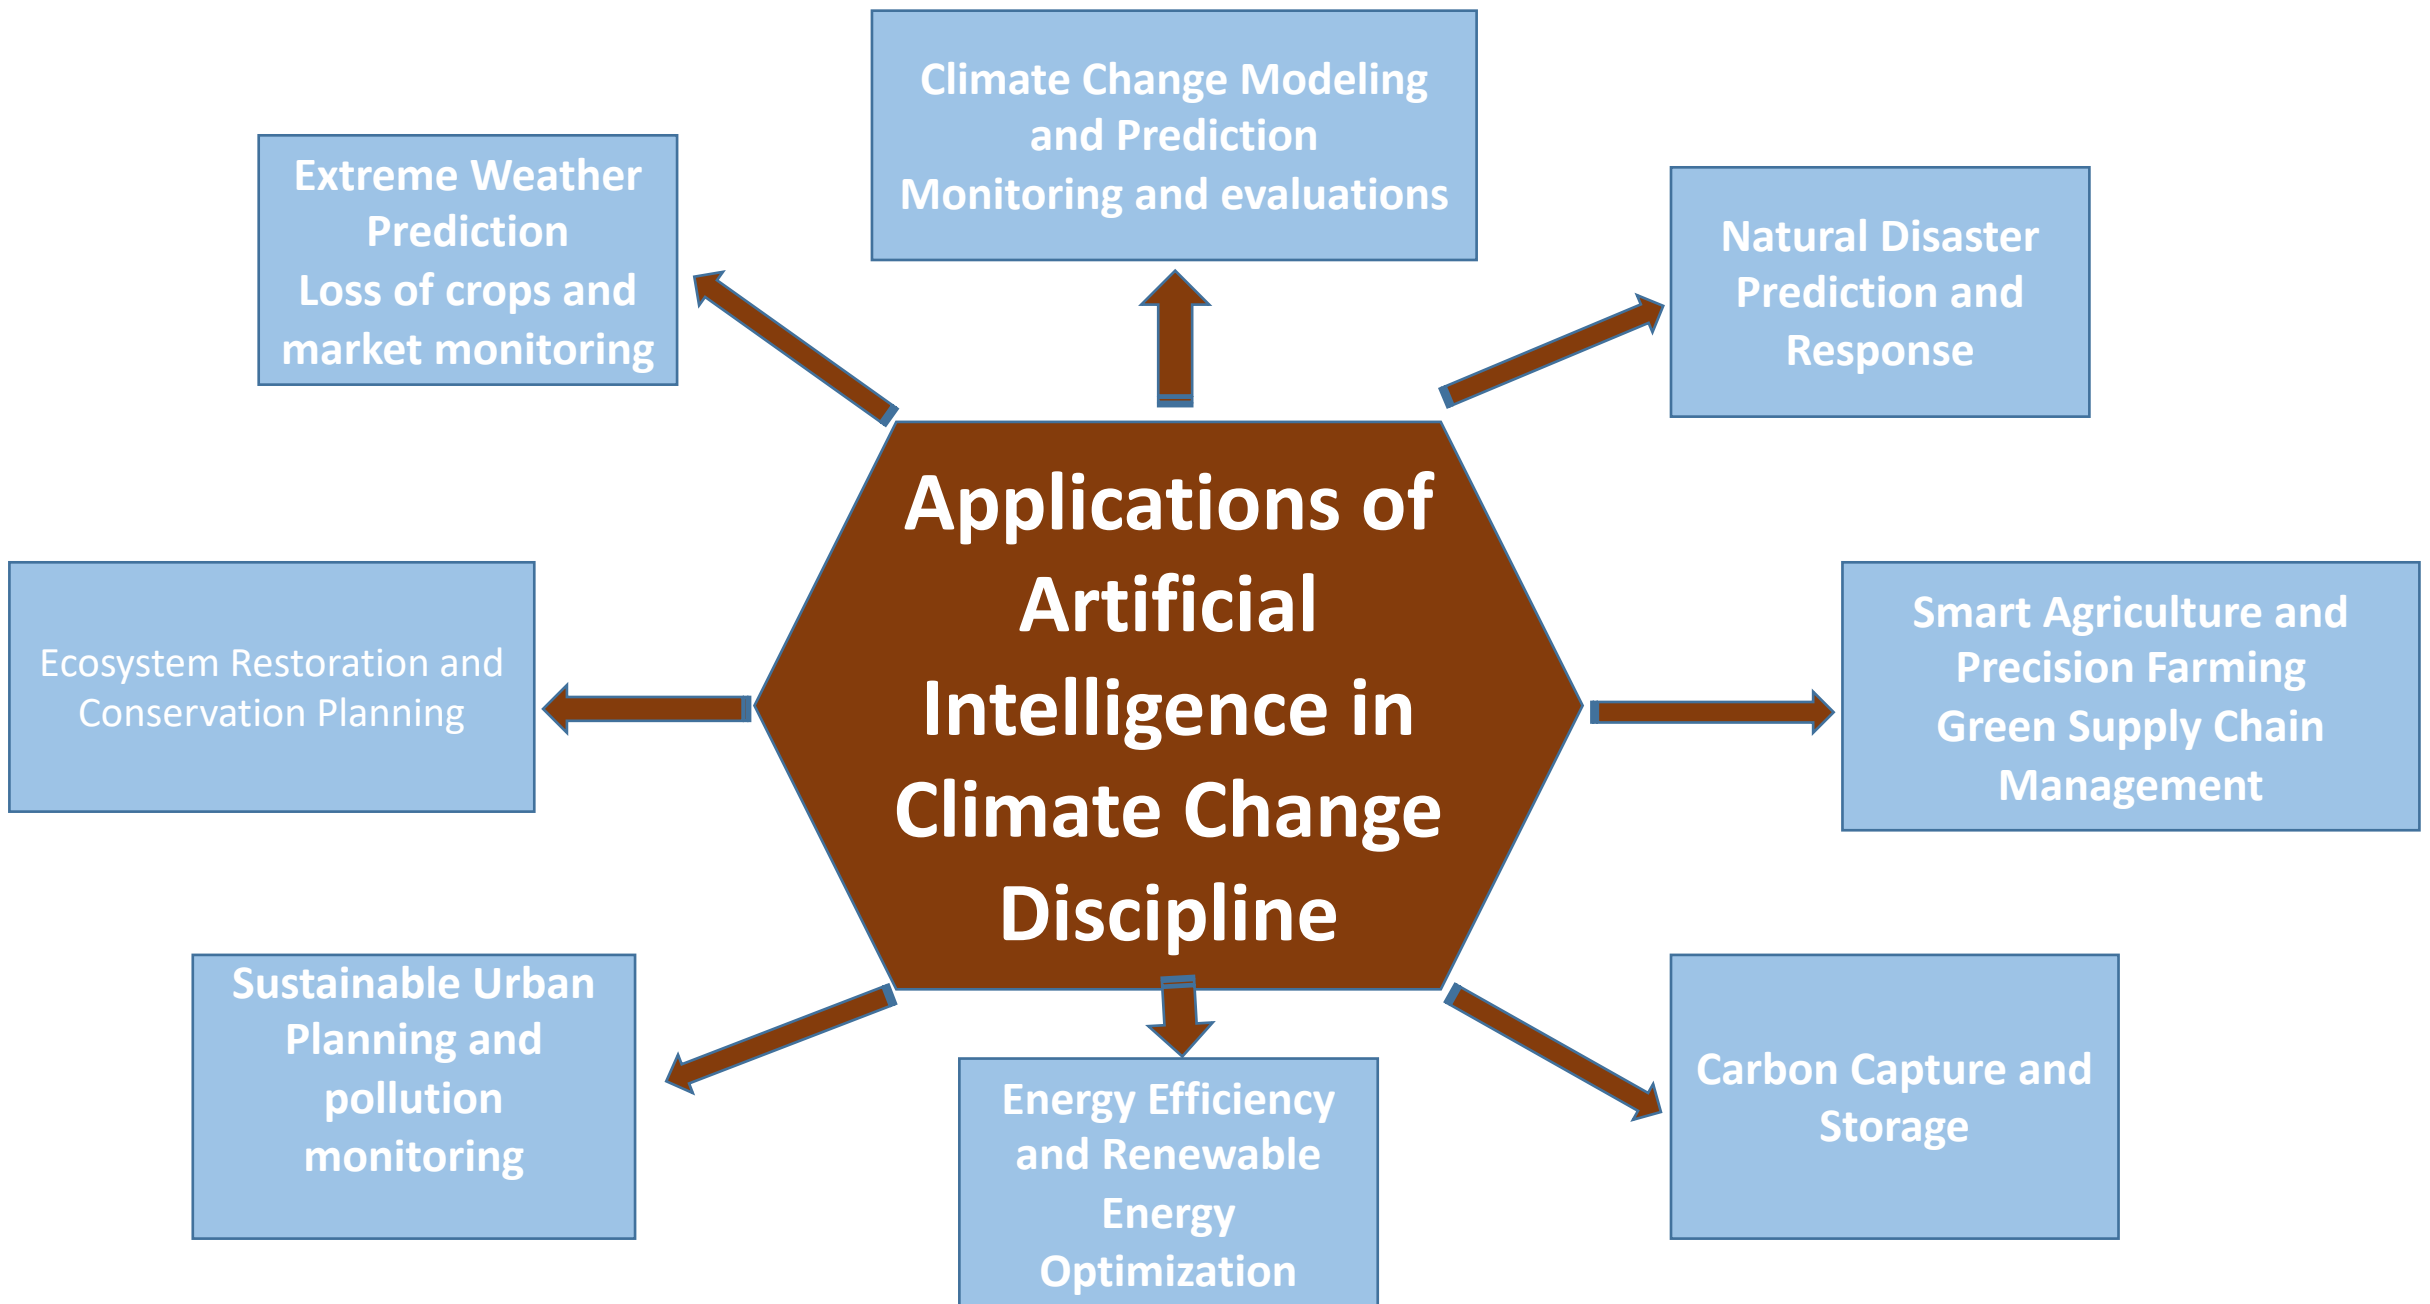 Climate Change Modeling
and Prediction
Monitoring and evaluations
Extreme Weather
Prediction
Loss of crops and
market monitoring
Natural Disaster
Prediction and
Response
Applications of
Artificial
Intelligence in
Climate Change
Discipline
Ecosystem Restoration and
Conservation Planning
Smart Agriculture and
Precision Farming
Green Supply Chain
Management
Sustainable Urban
Planning and
pollution
monitoring
Energy Efficiency
and Renewable
Energy
Optimization
Carbon Capture and
Storage